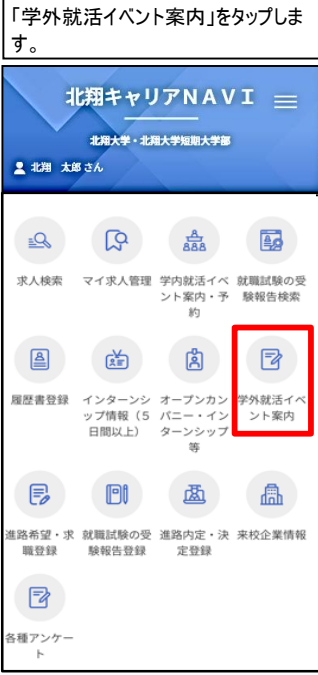 「学外就活イベント案内」をタップしま
す。
北翔キャリアNAVI
北翔大学・北翔大学短期大学部
北翔 太郎 さん
求人検索
マイ求人管理
学内就活イベ
ント案内・予
約
就職試験の受
験報告検索
履歴書登録
インターンシ
ップ情報（5
日間以上）
オープンカン
パニー・イン
ターンシップ
等
学外就活イベ
ント案内
進路希望・求
職登録
就職試験の受
験報告登録
進路内定・決
定登録
来校企業情報
各種アンケー
ト